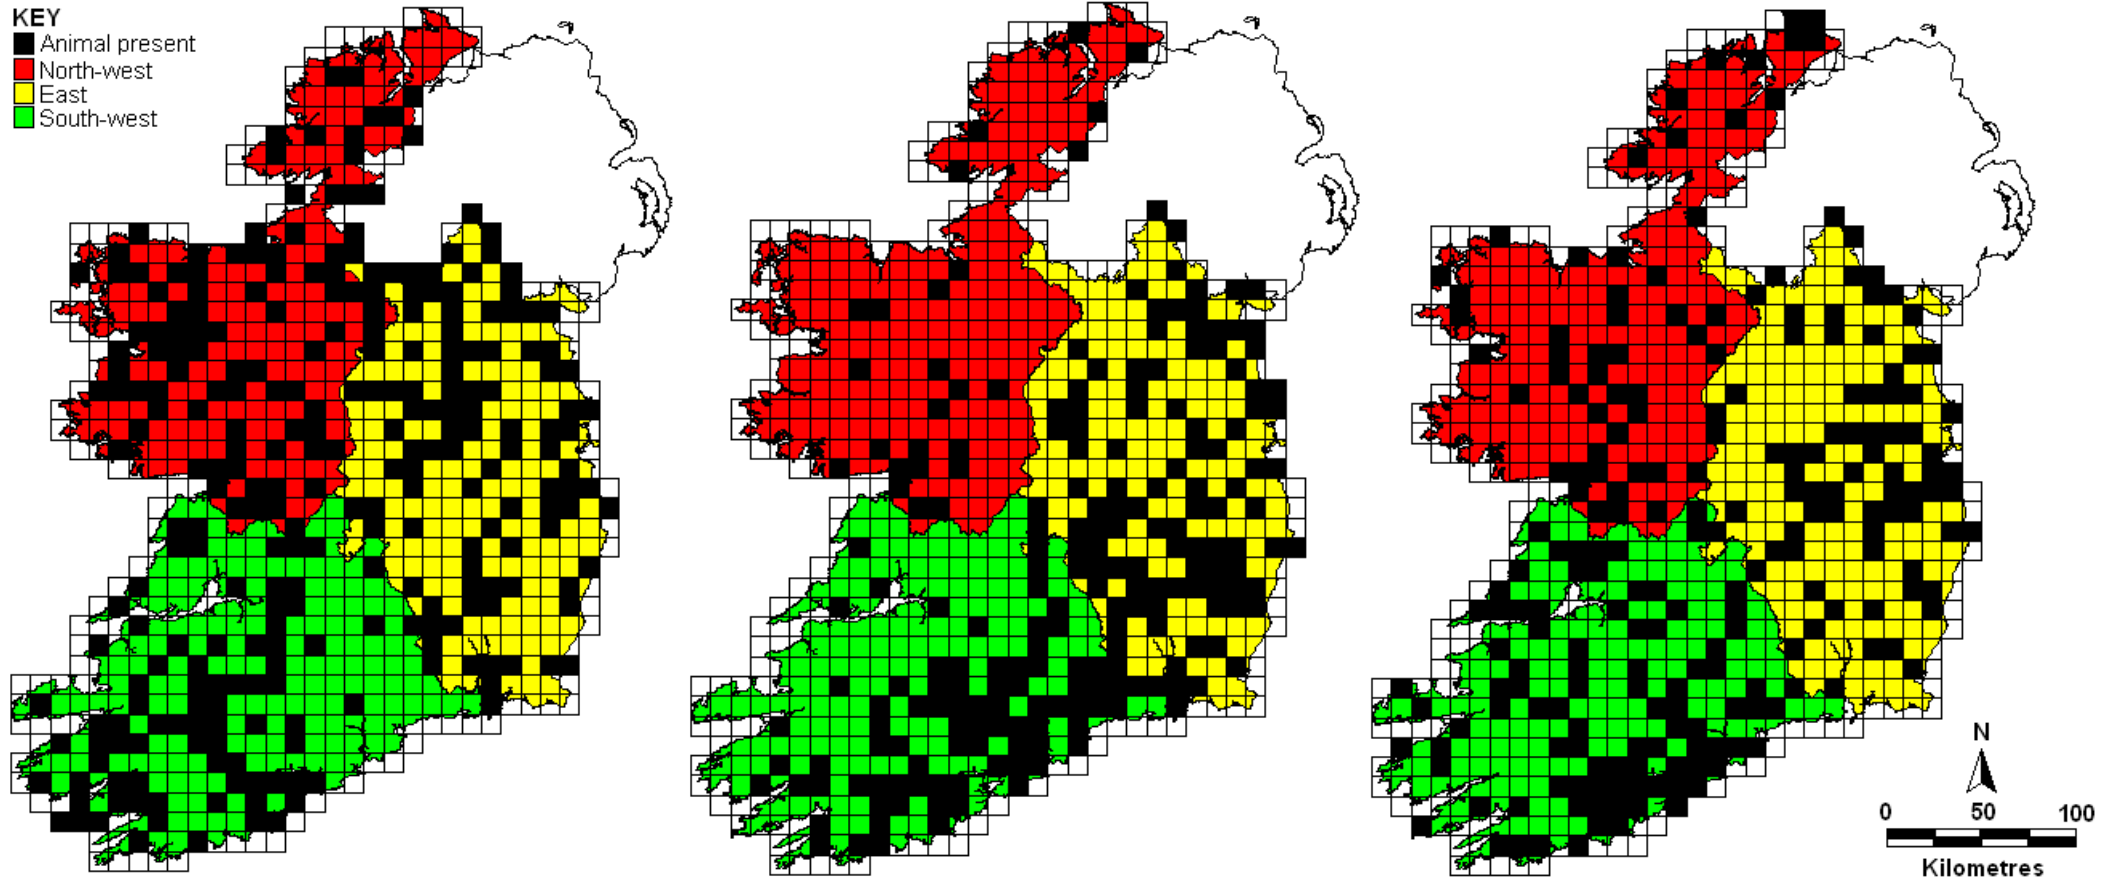 KEY
Animal present
North-west
East
South-west
N
0 50 100
Kilometres